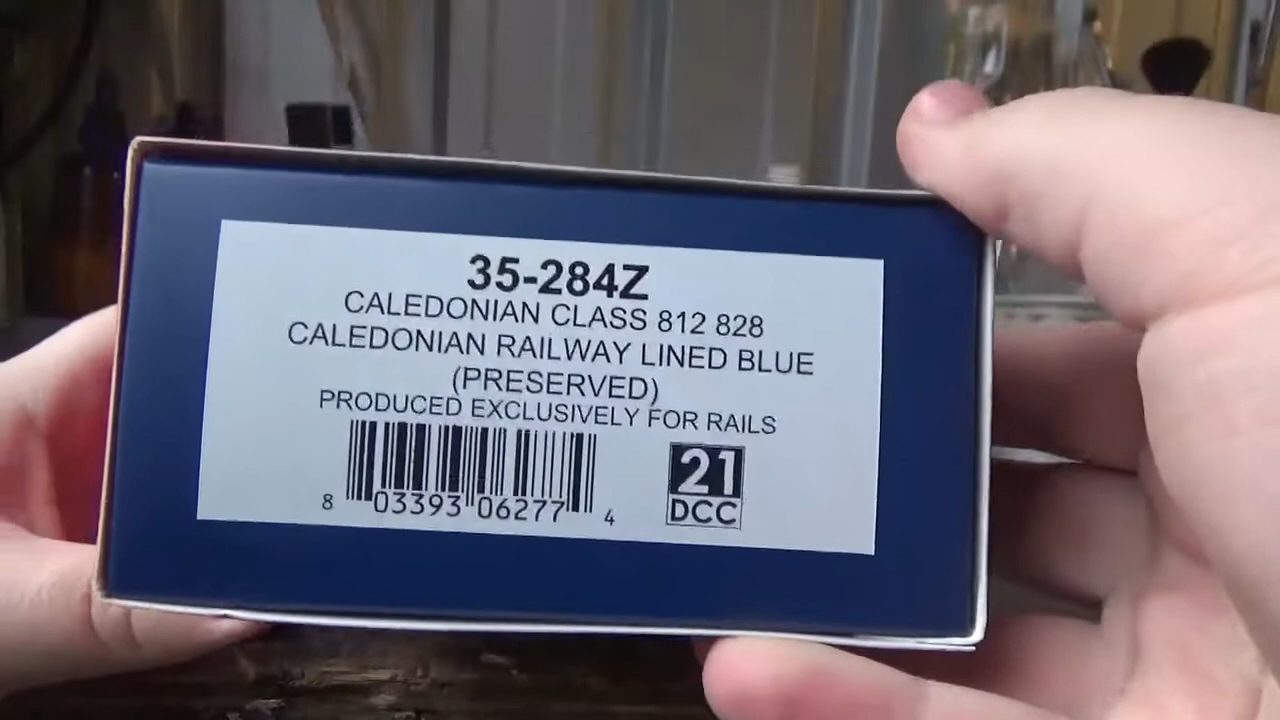 35-284Z
CALEDONIAN CLASS 812 828
CALEDONIAN RAILWAY LINED BLUE
(PRESERVED)
PRODUCED EXCLUSIVELY FOR RAILS
21
DCC
8 03393 06277 4